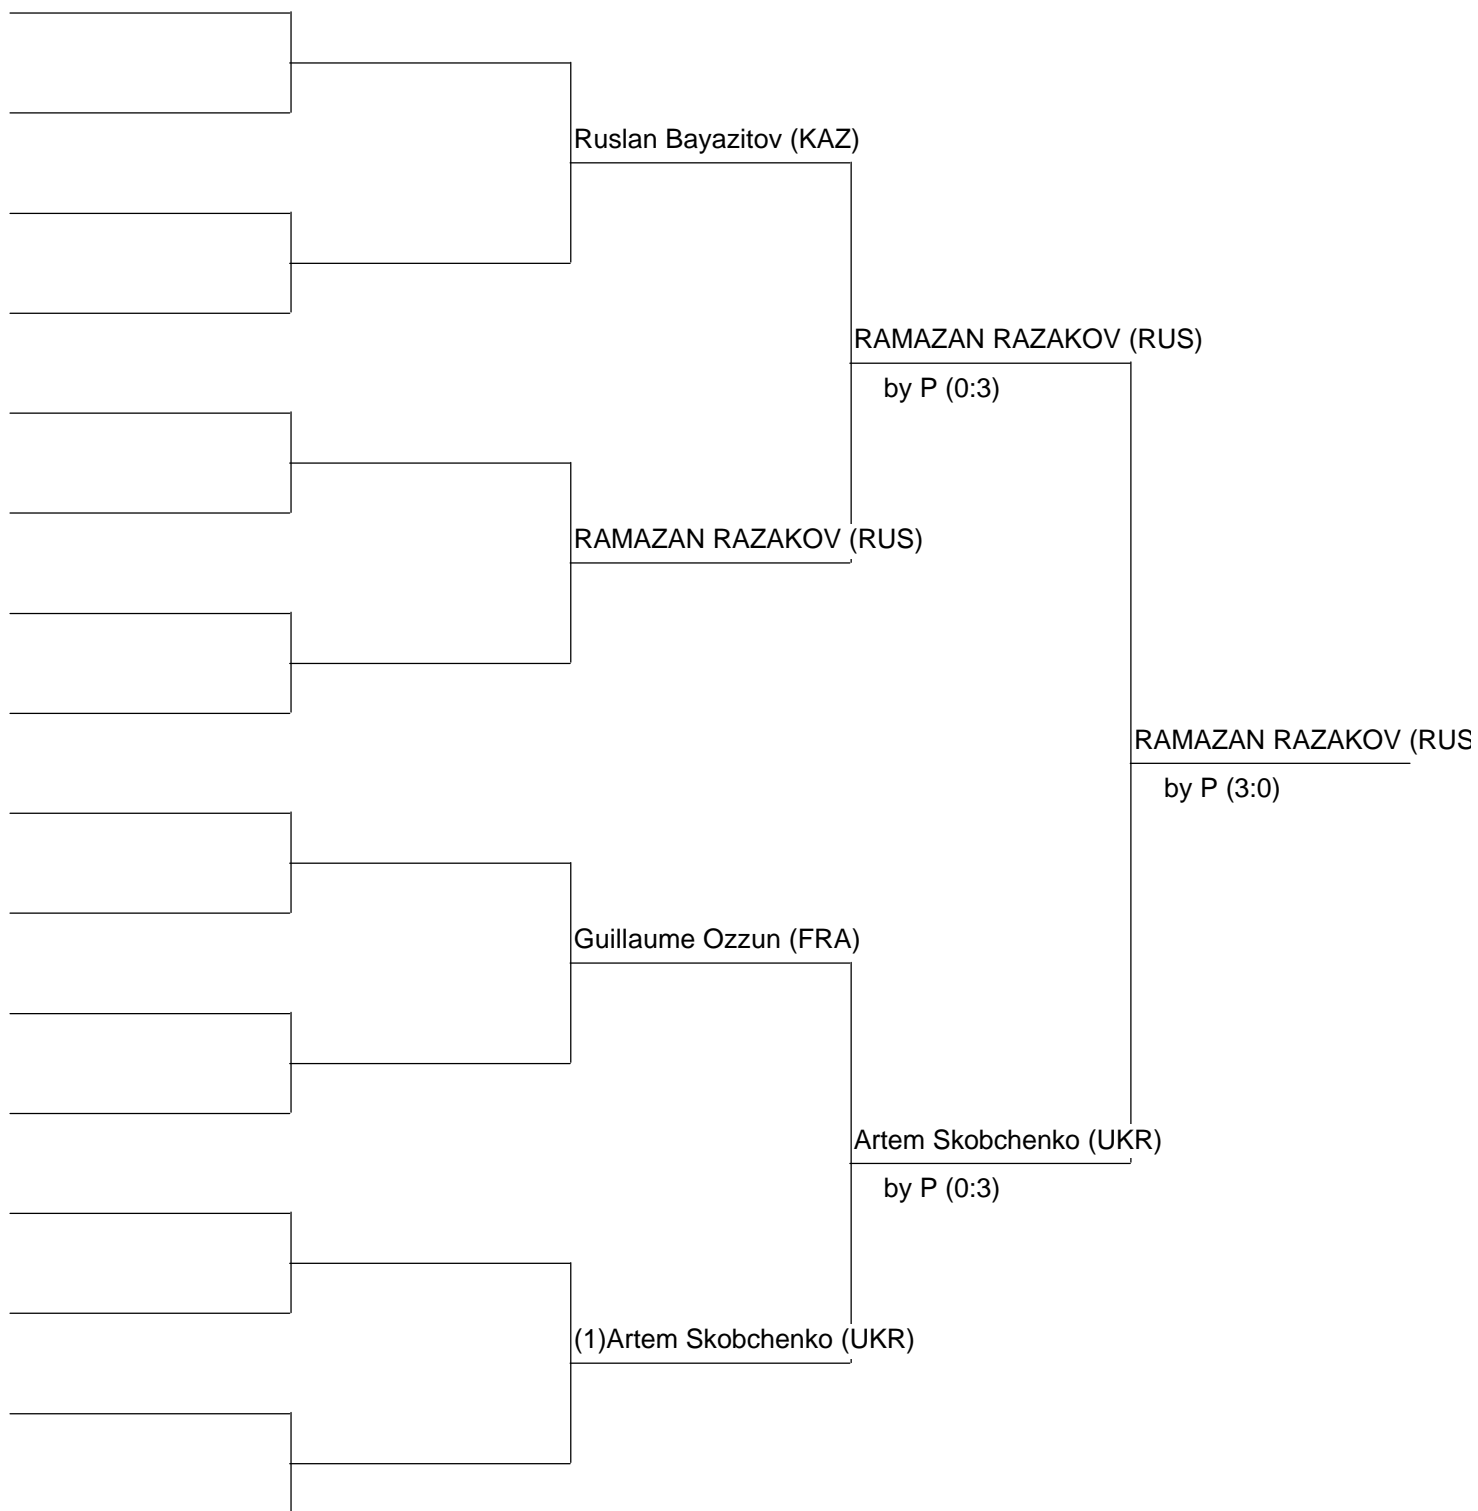 Ruslan Bayazitov (KAZ)
RAMAZAN RAZAKOV (RUS)
by P (0:3)
RAMAZAN RAZAKOV (RUS)
RAMAZAN RAZAKOV (RUS
by P (3:0)
Guillaume Ozzun (FRA)
Artem Skobchenko (UKR)
by P (0:3)
(1)Artem Skobchenko (UKR)